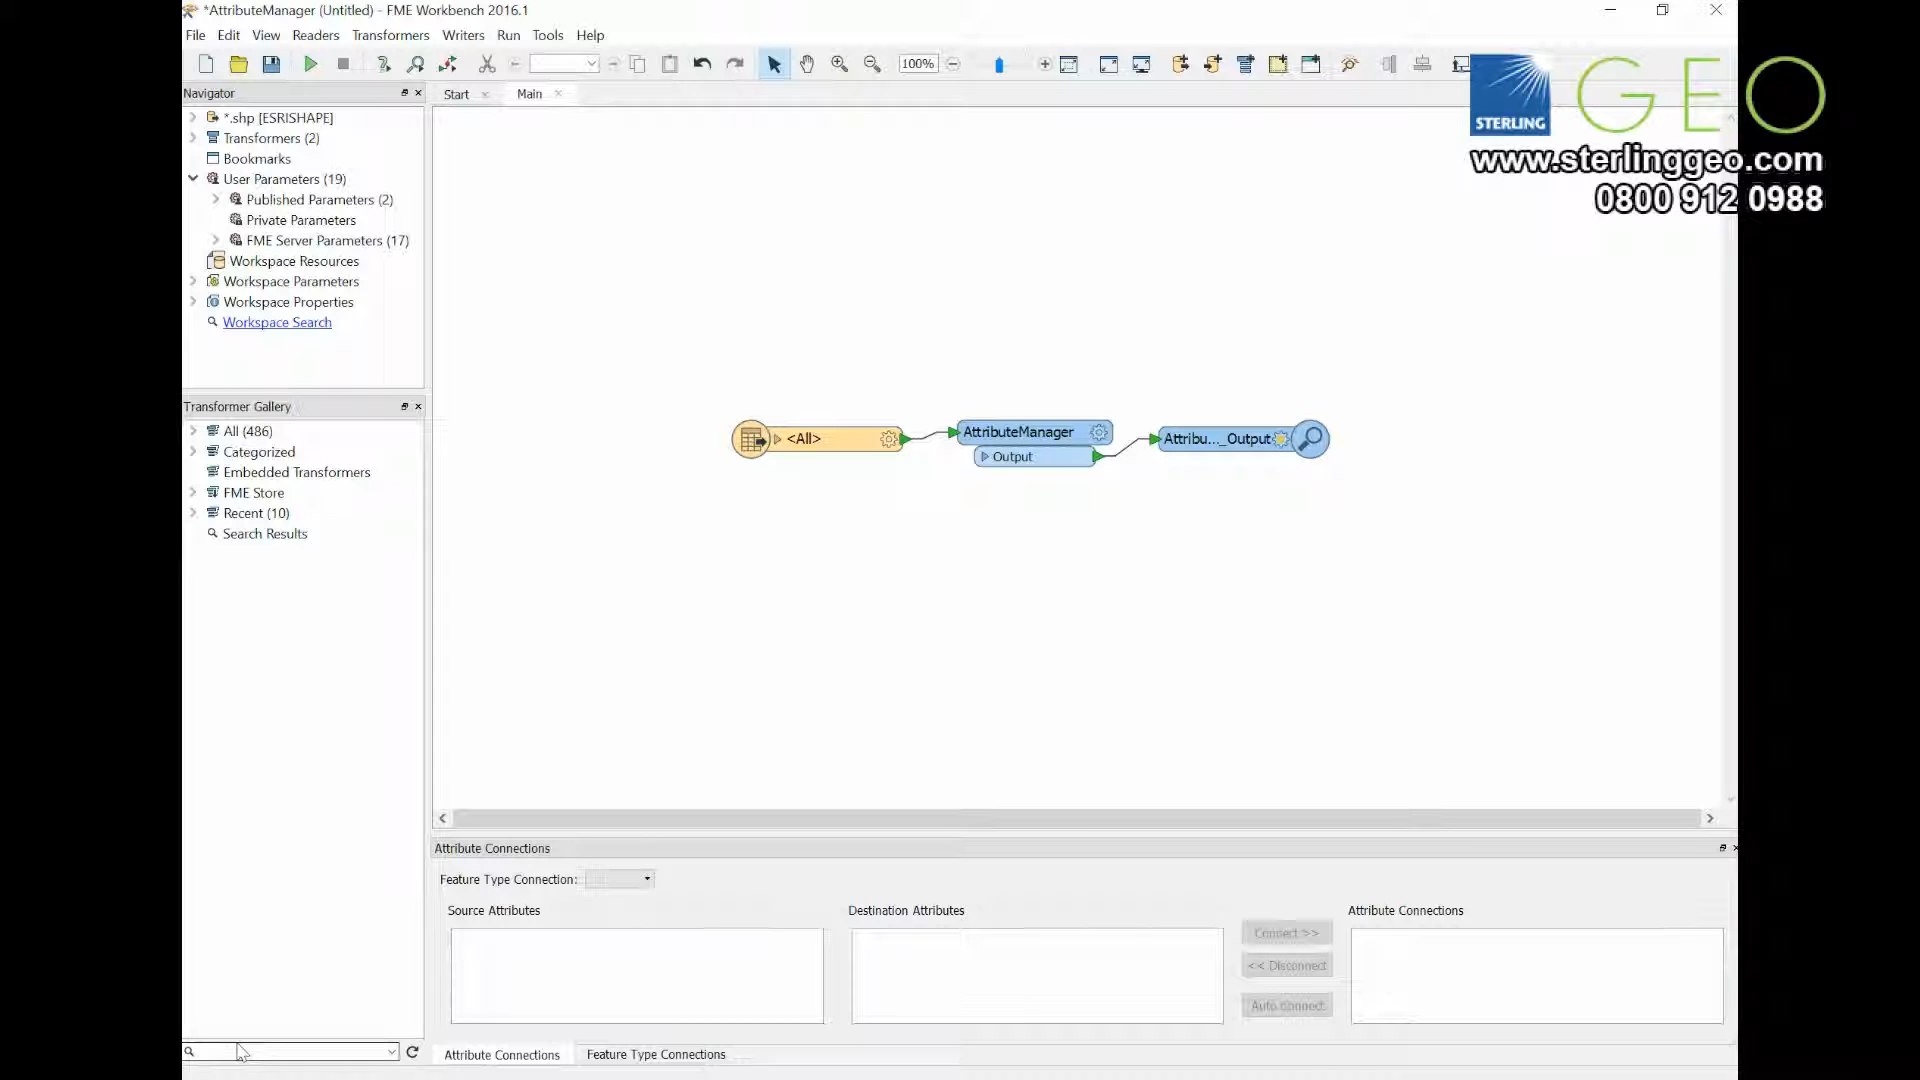 *AttributeManager (Untitled) - FME Workbench 2016.1
File Edit View Readers Transformers Writers Run Tools Help
100%
STERLING
GEO
www.sterlinggeo.com
0800 912 0988
Navigator
*.shp [ESRISHAPE]
Transformers (2)
Bookmarks
User Parameters (19)
Published Parameters (2)
Private Parameters
FME Server Parameters (17)
Workspace Resources
Workspace Parameters
Workspace Properties
Workspace Search
Transformer Gallery
All (486)
Categorized
Embedded Transformers
FME Store
Recent (10)
Search Results
Start
Main
<All>
AttributeManager
Output
Attribu..._Output
Attribute Connections
Feature Type Connection:
Source Attributes
Destination Attributes
Connect >>
<< Disconnect
Auto connect
Attribute Connections
Attribute Connections
Feature Type Connections